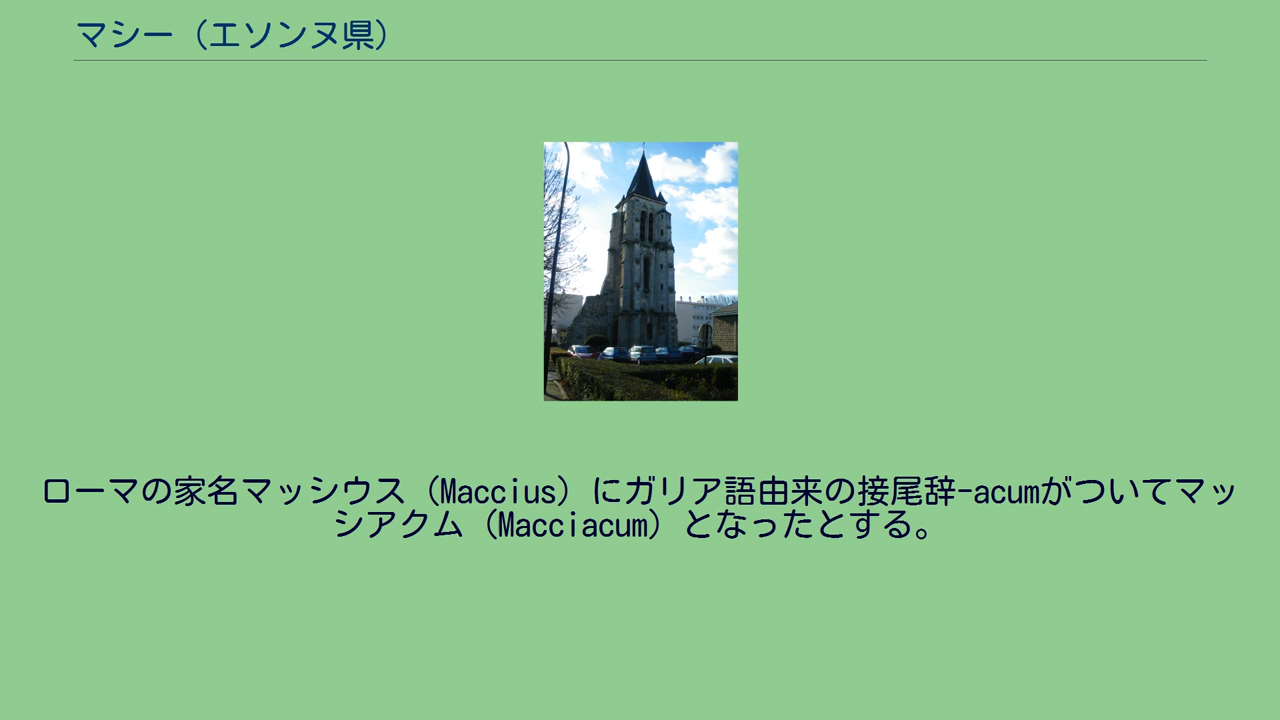 マシー（エソンヌ県）
ローマの家名マッシウス（Maccius）にガリア語由来の接尾辞-acumがついてマッ
シアクム（Macciacum）となったとする。